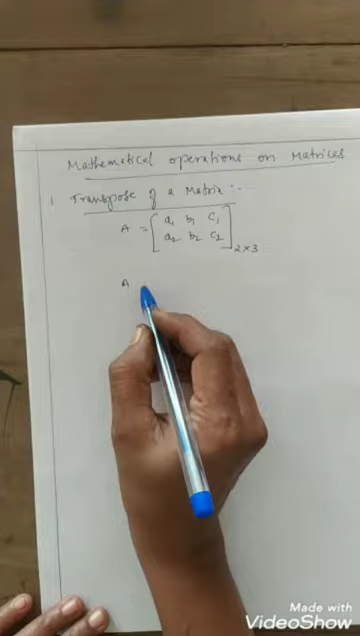 Mathematical operations on Matrices
1 Transpose of a Matrix :-
A = [ a₁ b₁ c₁
a₂ b₂ c₂ ] 2×3
A
Made with
VideoShow